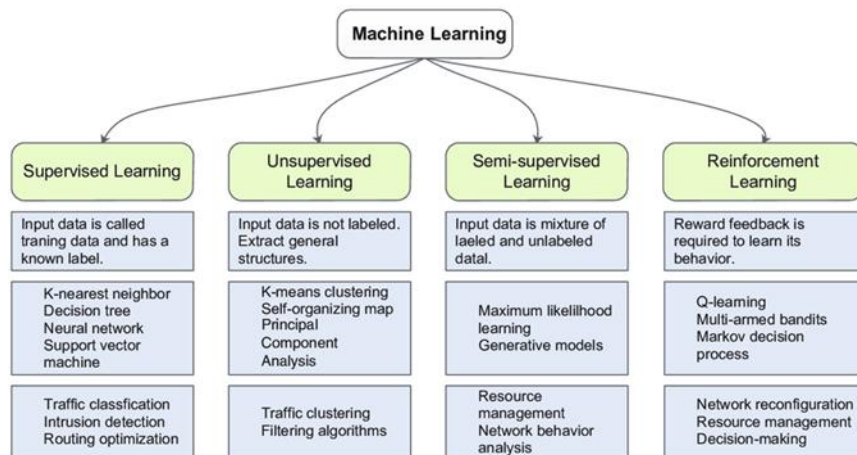 Machine Learning
Supervised Learning
Unsupervised
Learning
Semi-supervised
Learning
Reinforcement
Learning
Input data is called
traning data and has a
known label.
Input data is not labeled.
Extract general
structures.
Input data is mixture of
laeled and unlabeled
datal.
Reward feedback is
required to learn its
behavior.
K-nearest neighbor
Decision tree
Neural network
Support vector
machine
K-means clustering
Self-organizing map
Principal
Component
Analysis
Maximum likelilhood
learning
Generative models
Q-learning
Multi-armed bandits
Markov decision
process
Traffic classfication
Intrusion detection
Routing optimization
Traffic clustering
Filtering algorithms
Resource
management
Network behavior
analysis
Network reconfiguration
Resource management
Decision-making